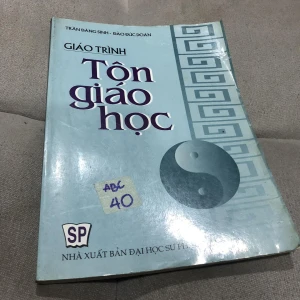 TRẦN ĐĂNG SINH - ĐÀO ĐỨC DOÃN
GIÁO TRÌNH
Tôn
giáo
học
ABC
40
SP
NHÀ XUẤT BẢN ĐẠI HỌC SƯ